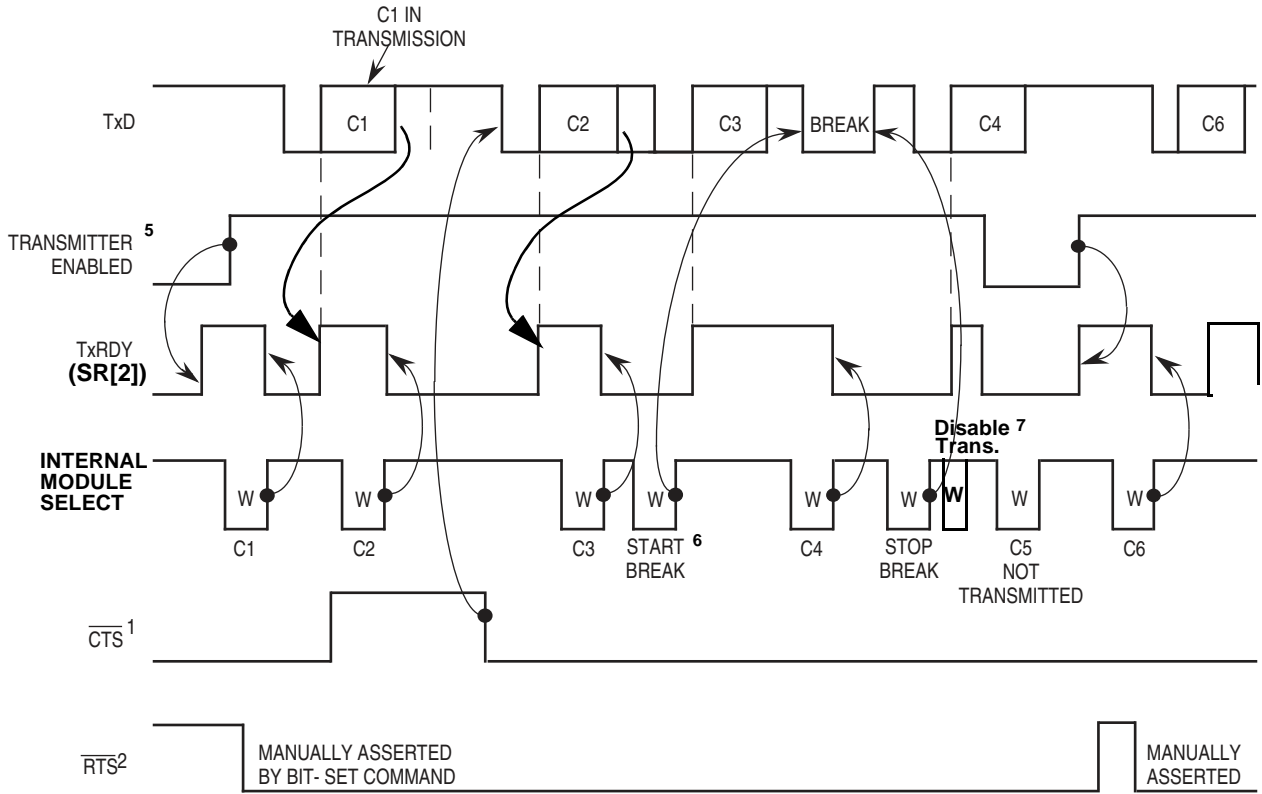 C1 IN
TRANSMISSION
TxD
C1
C2
C3
BREAK
C4
C6
TRANSMITTER 5
ENABLED
TxRDY
(SR[2])
Disable 7
Trans.
INTERNAL
MODULE
SELECT
W
W
W
W
W
W
W
W
W
C1
C2
C3
START 6
BREAK
C4
STOP
BREAK
C5
NOT
TRANSMITTED
C6
CTS 1
RTS2
MANUALLY ASSERTED
BY BIT- SET COMMAND
MANUALLY
ASSERTED